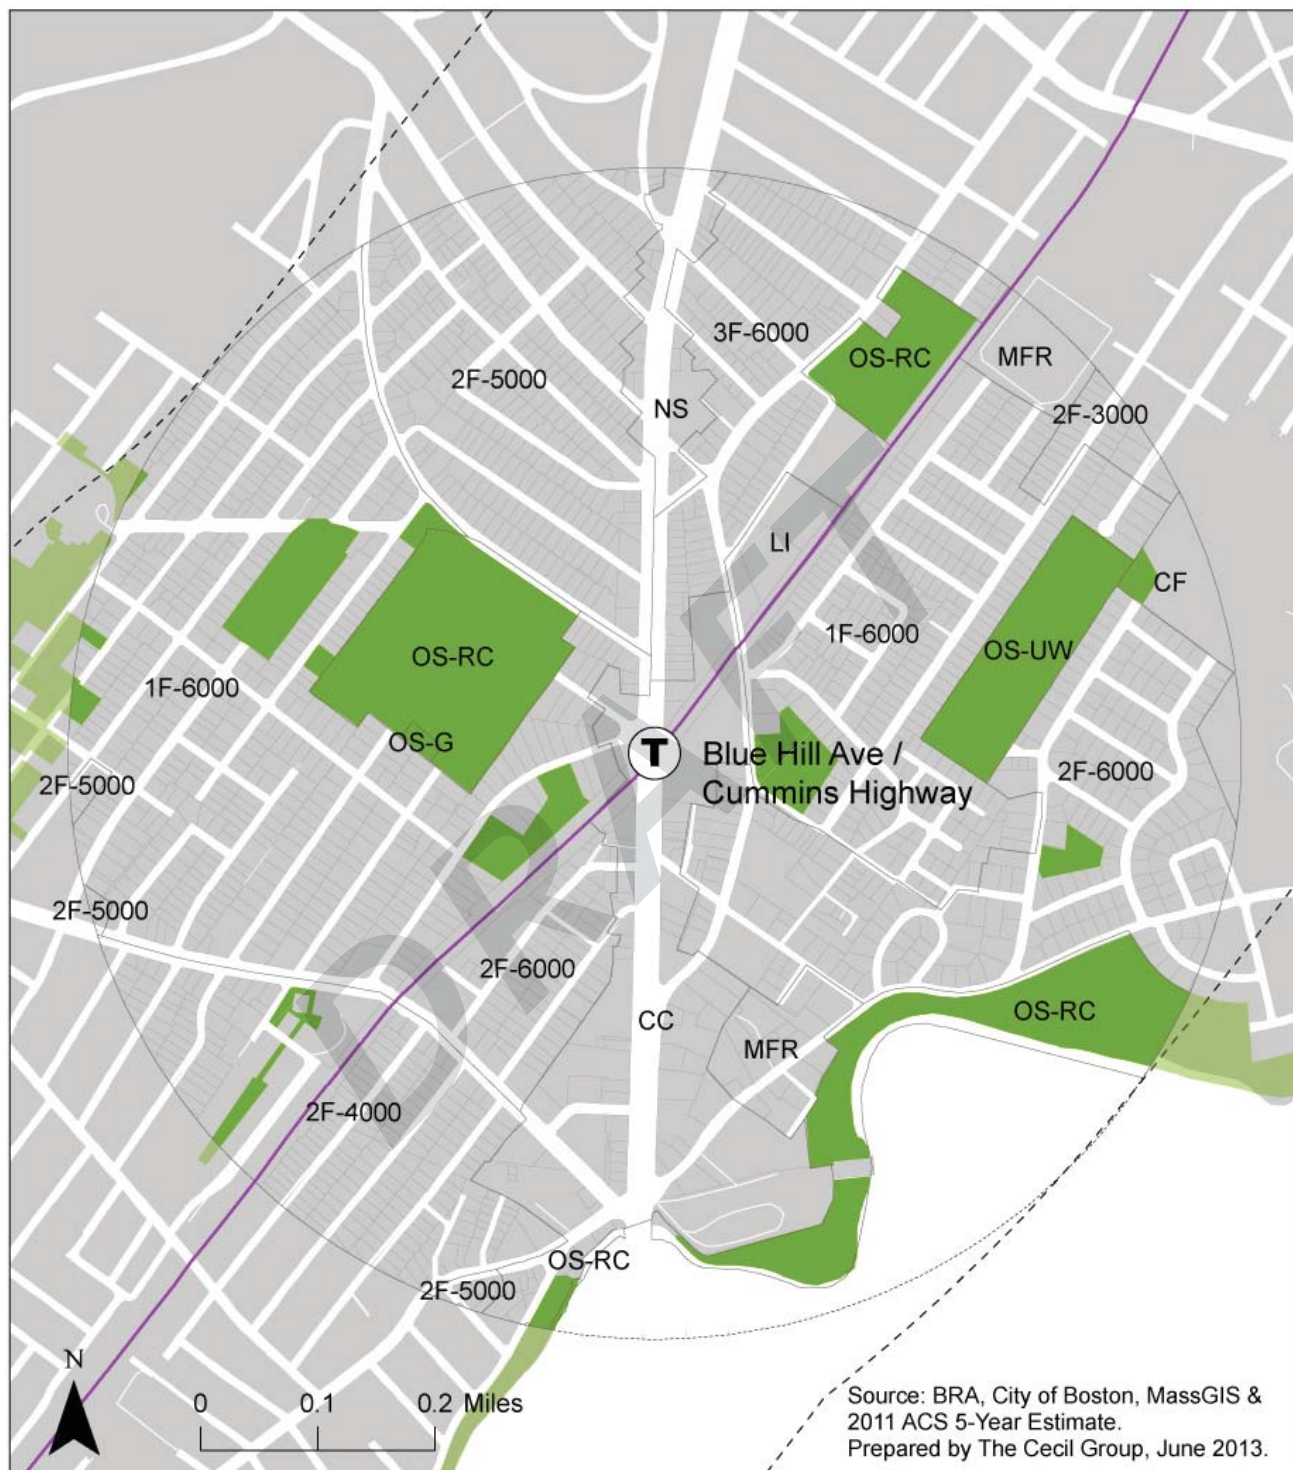 3F-6000
OS-RC
MFR
2F-5000
NS
2F-3000
LI
CF
1F-6000
OS-UW
OS-RC
1F-6000
OS-G
T
Blue Hill Ave /
Cummins Highway
2F-5000
2F-6000
2F-5000
2F-6000
OS-RC
CC
MFR
2F-4000
OS-RC
2F-5000
DRAFT
N
0 0.1 0.2 Miles
Source: BRA, City of Boston, MassGIS &
2011 ACS 5-Year Estimate.
Prepared by The Cecil Group, June 2013.